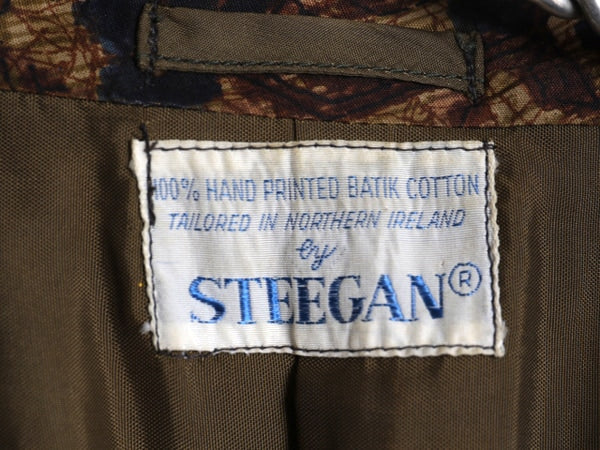 100% HAND PRINTED BATIK COTTON
TAILORED IN NORTHERN IRELAND
by
STEEGAN®